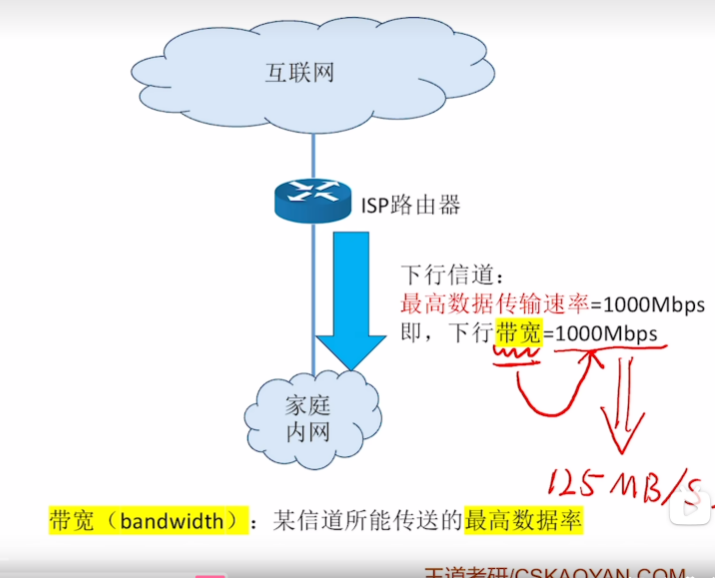 互联网
ISP路由器
下行信道：
最高数据传输速率=1000Mbps
即，下行带宽=1000Mbps
家庭
内网
125 MB/s
带宽（bandwidth）：某信道所能传送的最高数据率
王道考研/CSKAOYAN.COM